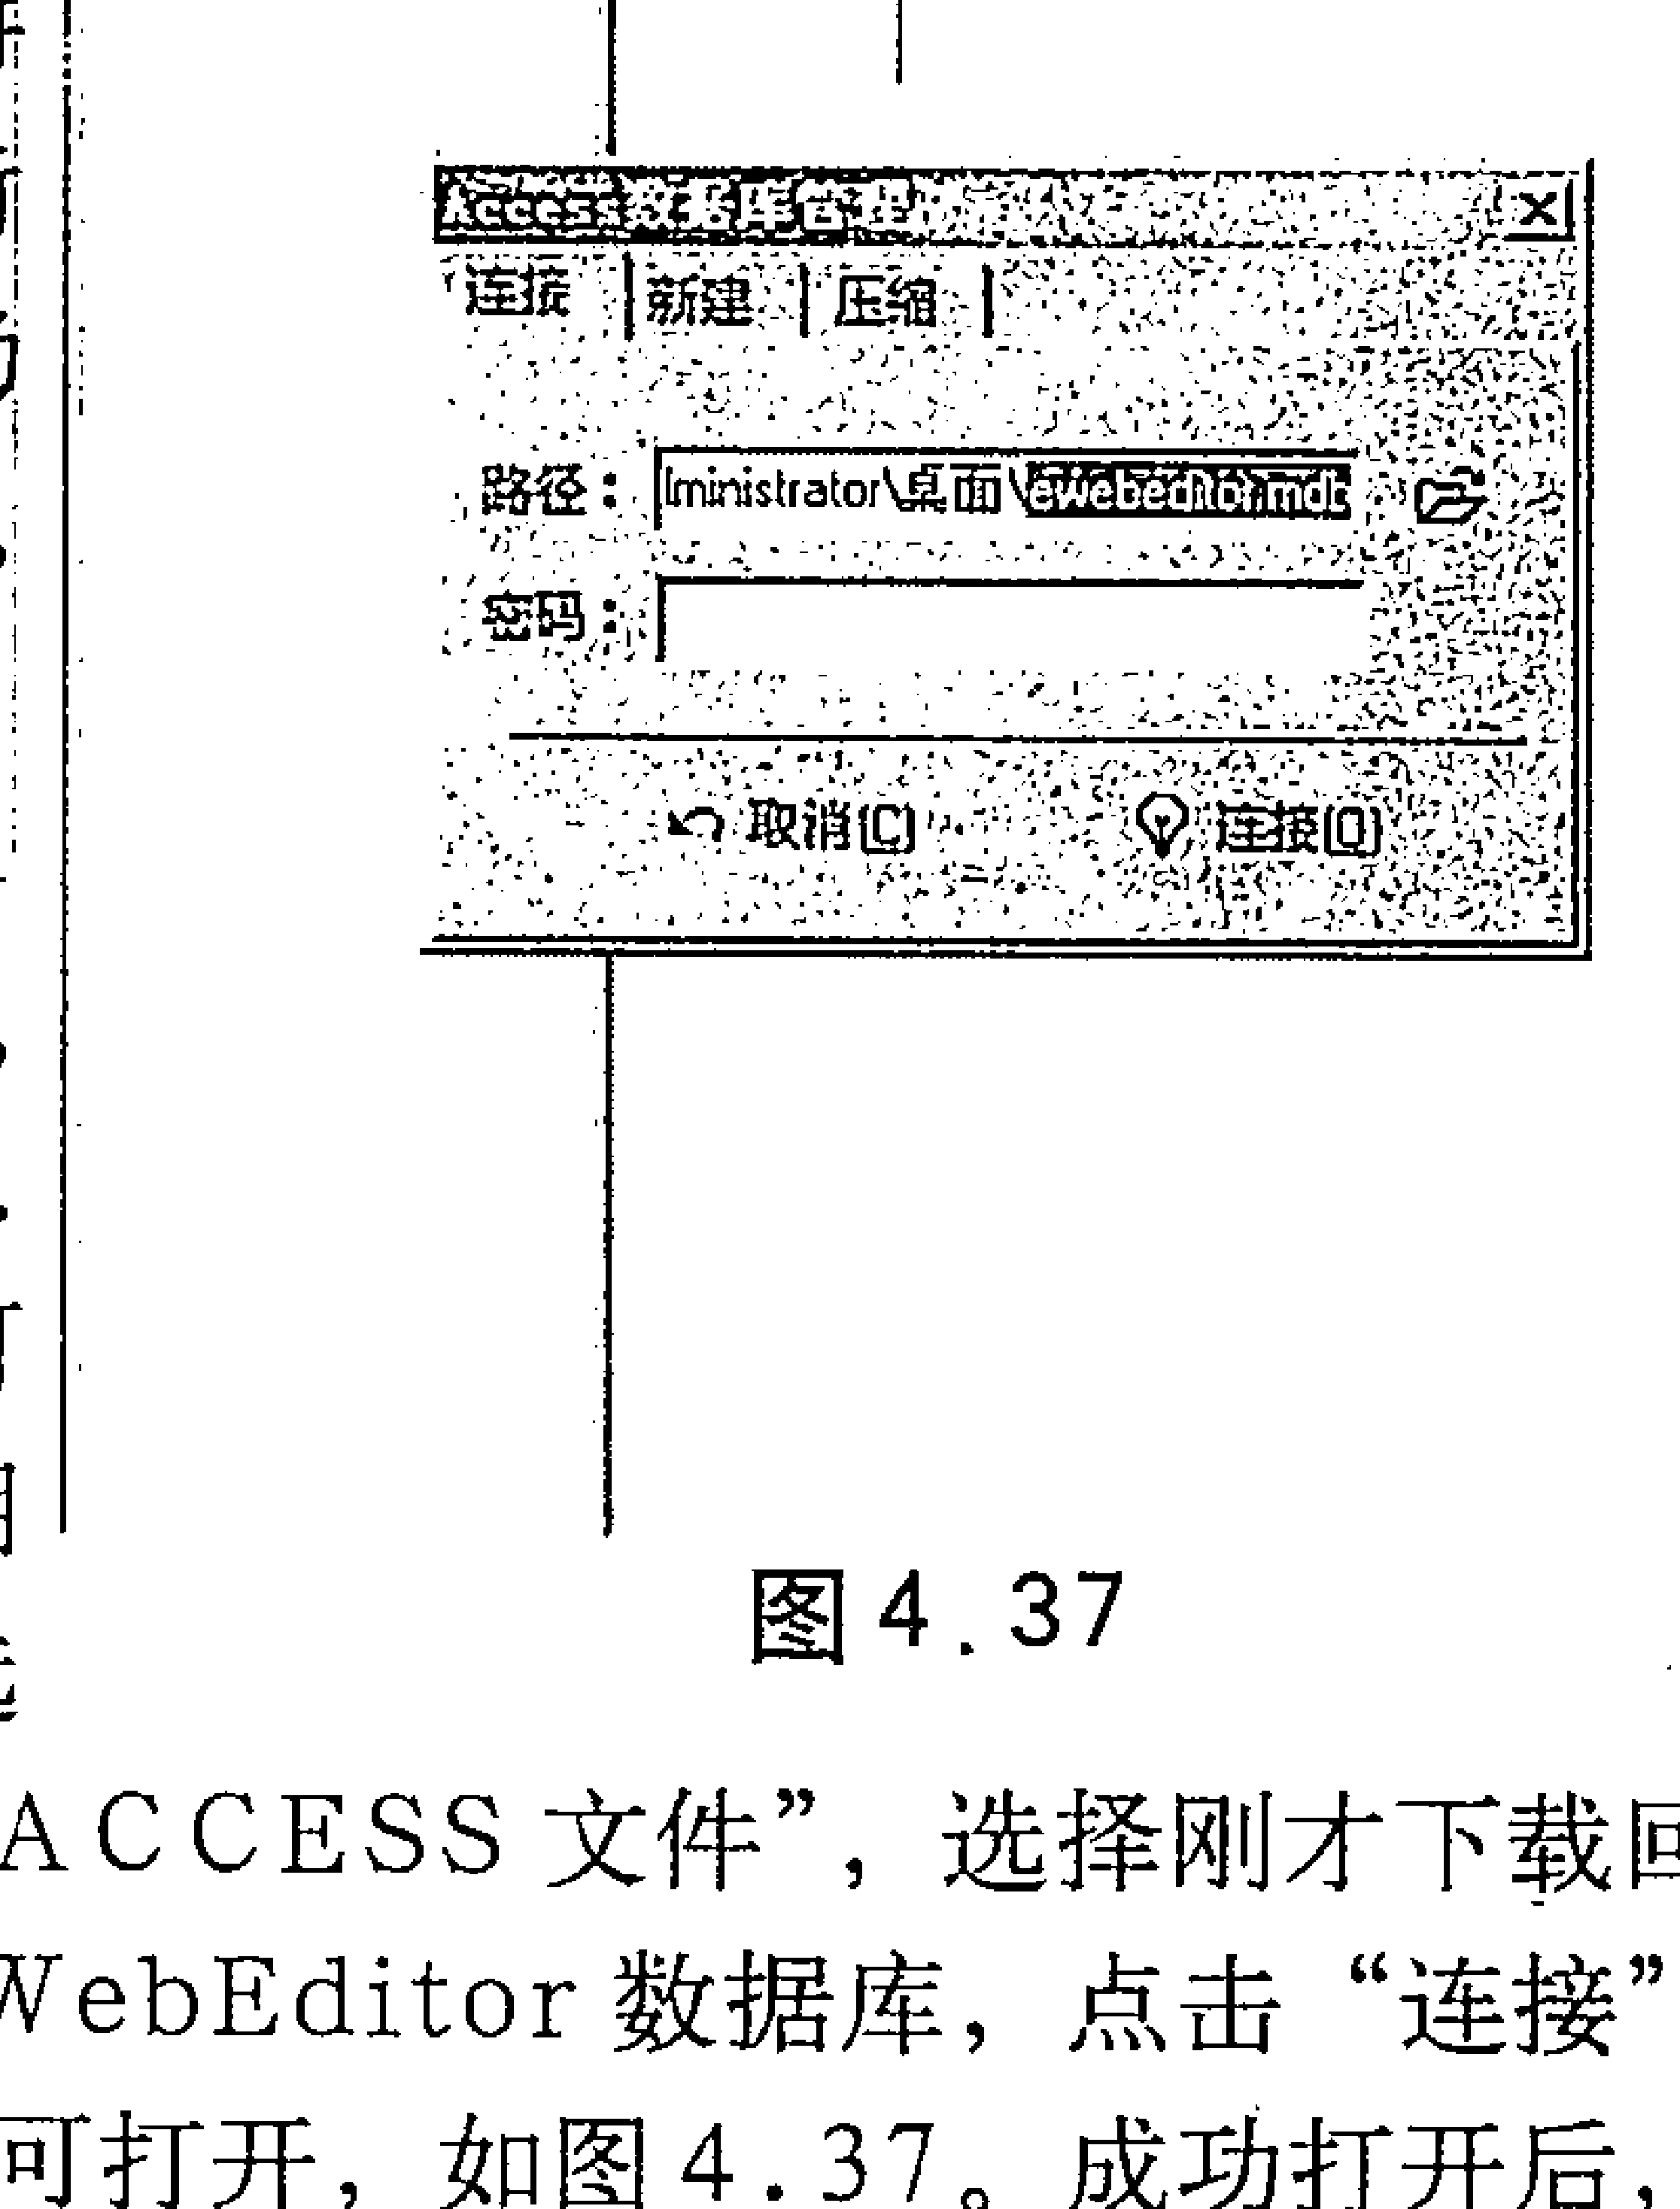 Access数据库管理
连接 新建 压缩
路径： lministrator\桌面\ewebeditor.mdb
密码：
取消(C) 连接(O)
图4.37
ACCESS文件”，选择刚才下载回
WebEditor数据库，点击“连接”
可打开，如图4.37。成功打开后，